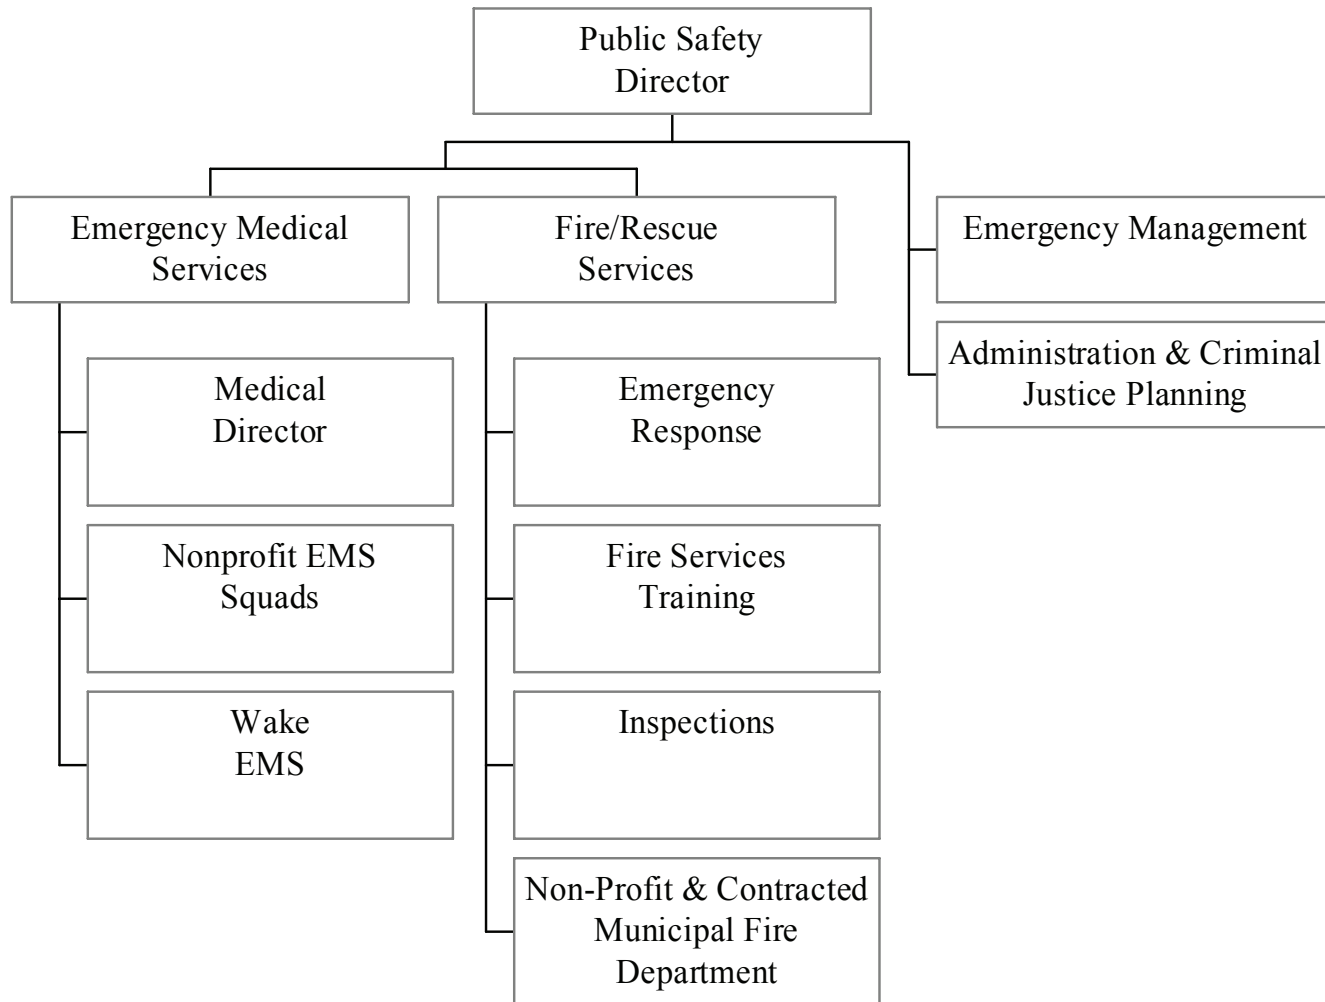 Public Safety
Director
Emergency Medical
Services
Fire/Rescue
Services
Emergency Management
Administration & Criminal
Justice Planning
Medical
Director
Emergency
Response
Nonprofit EMS
Squads
Fire Services
Training
Wake
EMS
Inspections
Non-Profit & Contracted
Municipal Fire
Department